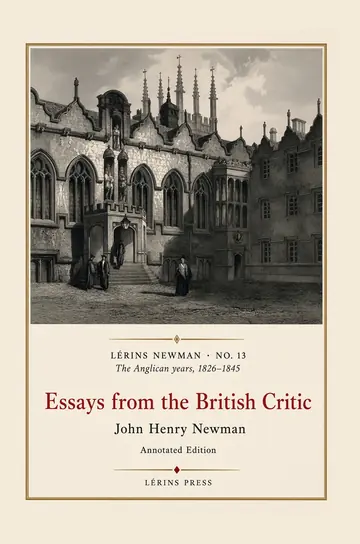 LÉRINS NEWMAN · NO. 13
The Anglican years, 1826–1845
Essays from the British Critic
John Henry Newman
Annotated Edition
LÉRINS PRESS